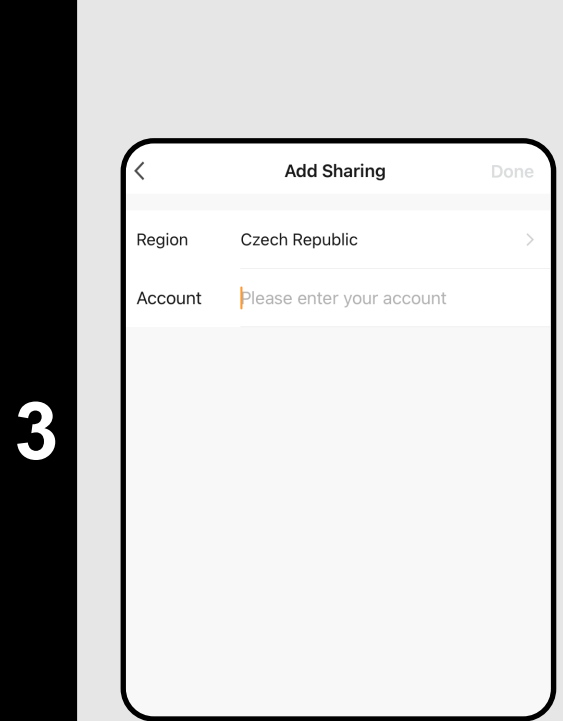 3
Add Sharing
Done
Region
Czech Republic
Account
Please enter your account